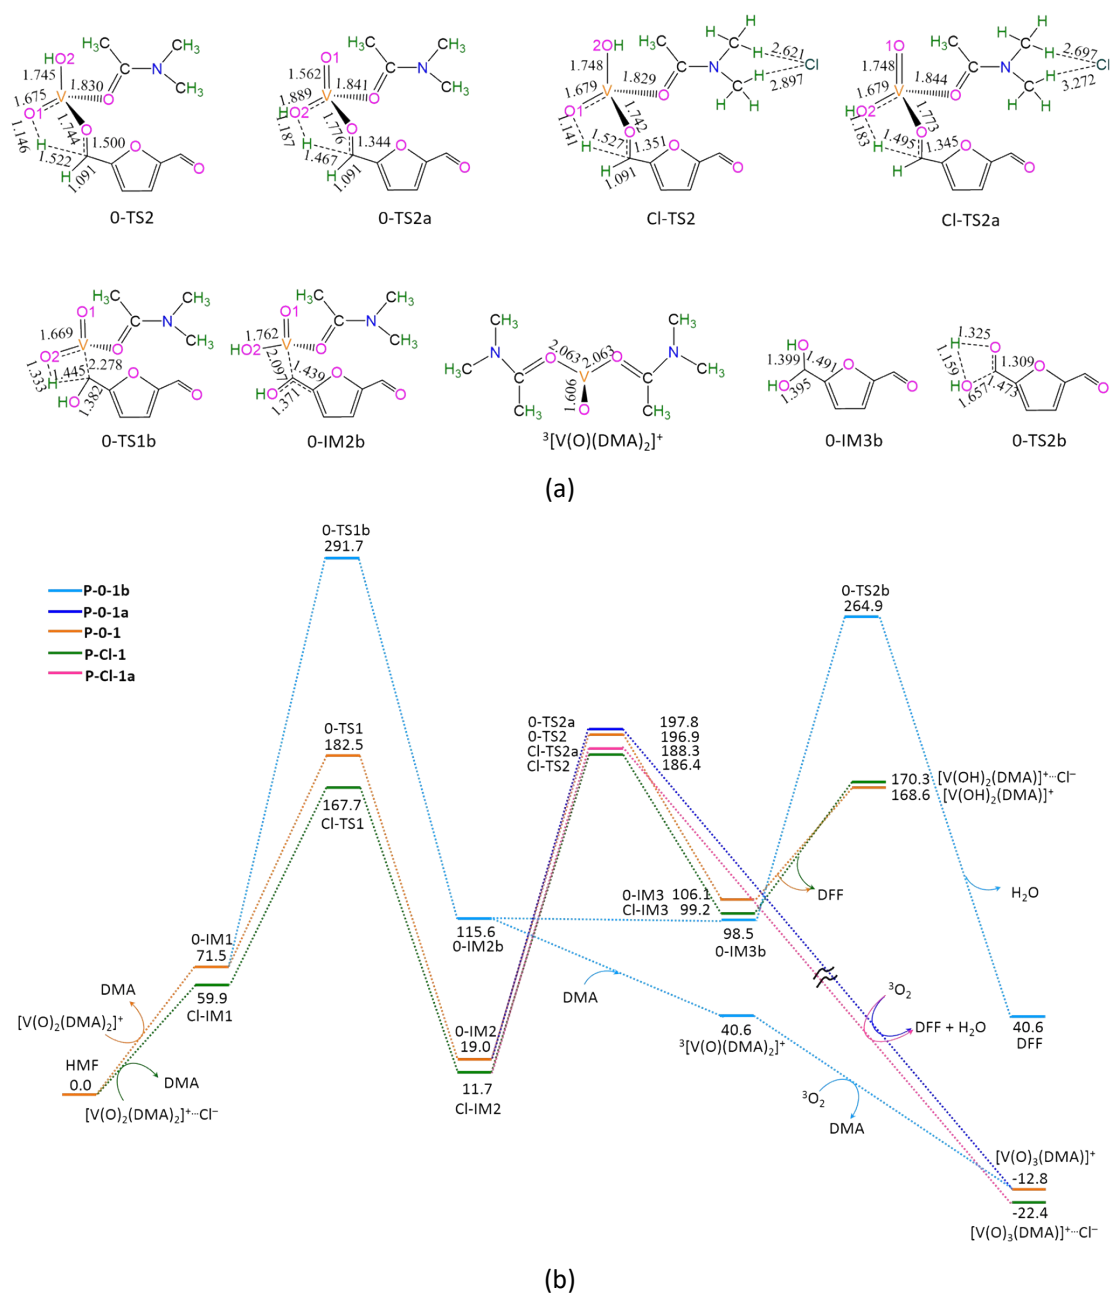 HO2
H3C
CH3
N
CH3
C
O
1.745
1.830
1.675
V
O1
1.146
H
1.744
O
1.500
1.522
H
1.091
O
O
0-TS2
O1
H3C
CH3
N
CH3
C
O
1.562
1.841
1.889
V
HO2
1.187
H
1.776
O
1.344
1.467
H
1.091
O
O
0-TS2a
2OH
H3C
H
H
C
H
2.621
Cl
N
C
O
C
H
H
H
2.897
1.748
1.829
1.679
V
O1
1.141
H
1.742
O
1.527
1.351
H
1.091
O
O
Cl-TS2
1O
H3C
H
H
C
H
2.697
Cl
N
C
O
C
H
H
H
3.272
1.748
1.844
1.679
V
HO2
1.183
H
1.773
O
1.495
1.345
H
O
O
Cl-TS2a
O1
H3C
CH3
N
CH3
C
O
1.669
V
O2
1.333
H
1.445
2.278
HO
1.382
O
O
0-TS1b
O1
H3C
CH3
N
CH3
C
O
1.762
V
HO2
2.097
1.439
HO
1.371
O
O
0-IM2b
CH3
H3C
N
C
CH3
O
2.063
2.063
V
1.606
O
O
C
CH3
N
CH3
CH3
3[V(O)(DMA)2]+
HO
1.399
1.491
HO
1.395
O
O
0-IM3b
1.325
H
O
1.159
1.309
HO
1.657
1.475
O
O
0-TS2b
(a)
P-0-1b
P-0-1a
P-0-1
P-Cl-1
P-Cl-1a
0-TS1b
291.7
0-TS2b
264.9
0-TS1
182.5
167.7
Cl-TS1
0-TS2a 197.8
0-TS2 196.9
Cl-TS2a 188.3
Cl-TS2 186.4
170.3 [V(OH)2(DMA)]+···Cl−
168.6 [V(OH)2(DMA)]+
DFF
H2O
0-IM3 106.1
Cl-IM3 99.2
98.5
0-IM3b
115.6
0-IM2b
0-IM1
71.5
59.9
Cl-IM1
DMA
[V(O)2(DMA)2]+
HMF
0.0
DMA
[V(O)2(DMA)2]+···Cl−
0-IM2
19.0
11.7
Cl-IM2
DMA
40.6
3[V(O)(DMA)2]+
3O2
DMA
3O2
DFF + H2O
40.6
DFF
[V(O)3(DMA)]+
-12.8
-22.4
[V(O)3(DMA)]+···Cl−
(b)